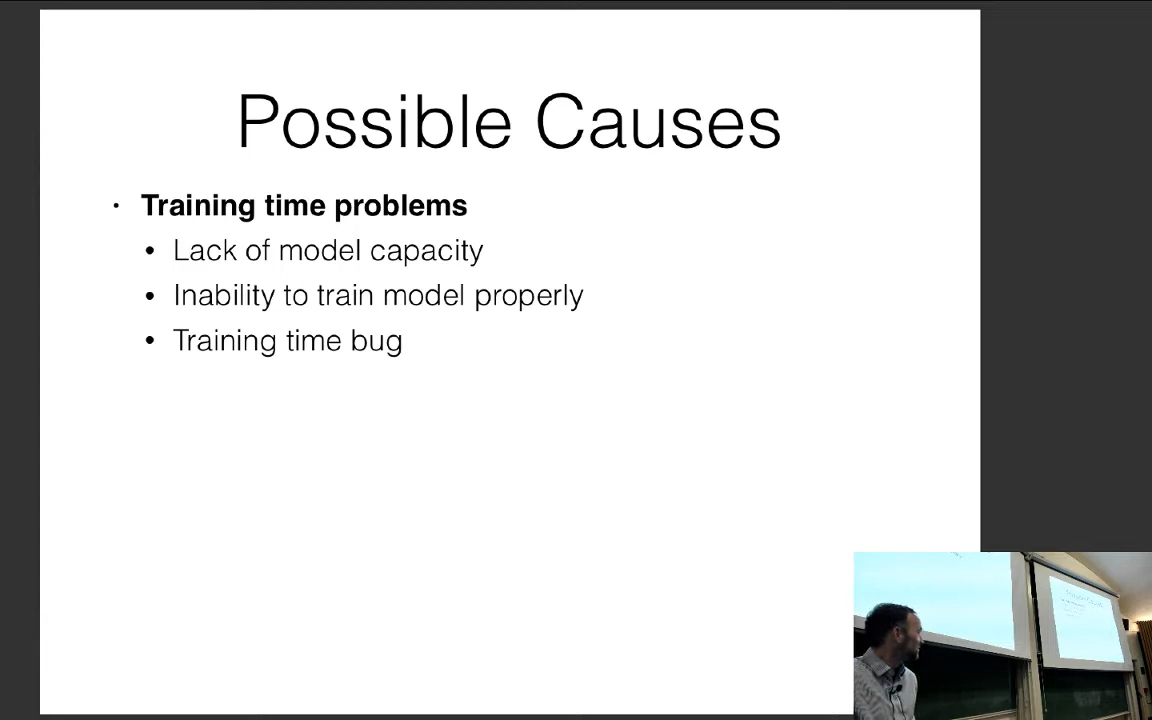 Possible Causes
· Training time problems
• Lack of model capacity
• Inability to train model properly
• Training time bug